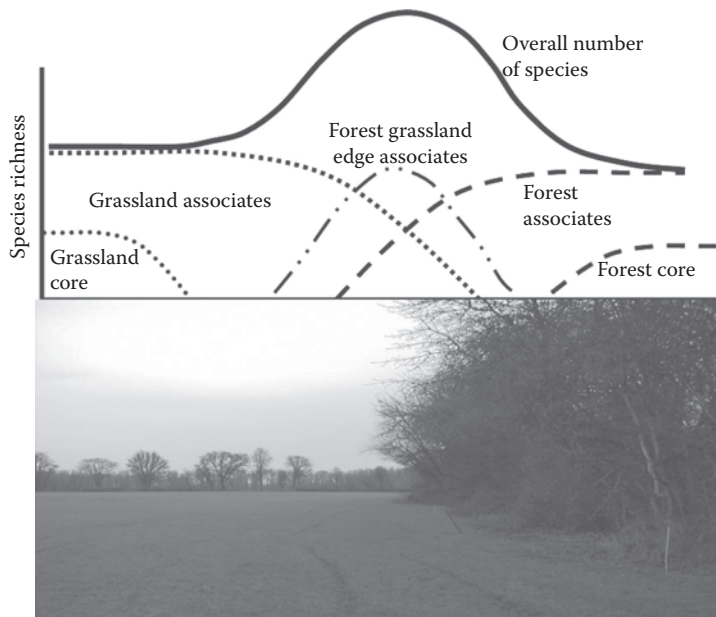 Overall number
of species
Species richness
Forest grassland
edge associates
Grassland associates
Forest
associates
Grassland
core
Forest core